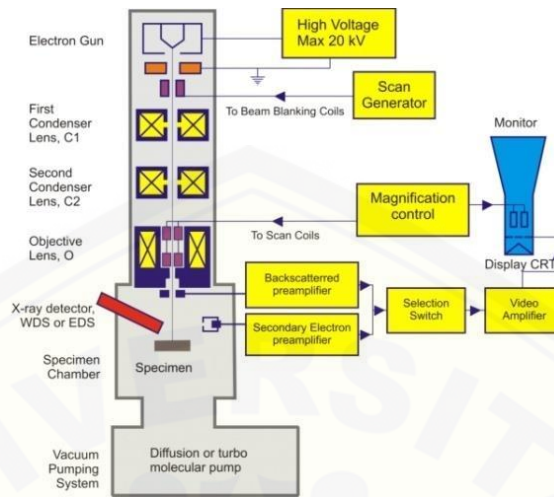 Electron Gun
High Voltage
Max 20 kV
Scan
Generator
To Beam Blanking Coils
First
Condenser
Lens, C1
Monitor
Second
Condenser
Lens, C2
Magnification
control
To Scan Coils
Objective
Lens, O
Display CRT
Backscatterred
preamplifier
X-ray detector,
WDS or EDS
Selection
Switch
Video
Amplifier
Secondary Electron
preamplifier
Specimen
Chamber
Specimen
Vacuum
Pumping
System
Diffusion or turbo
molecular pump